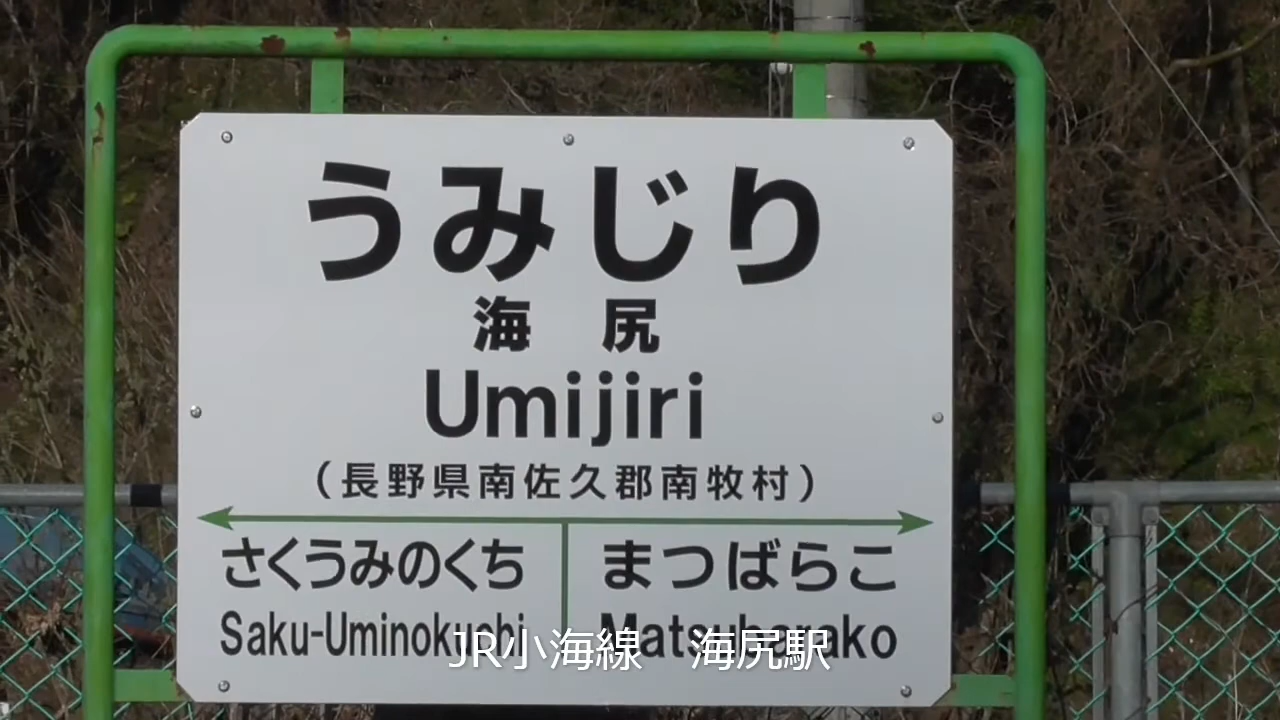 うみじり
海尻
Umijiri
（長野県南佐久郡南牧村）
さくうみのくち
まつばらこ
Saku-Uminokuchi
Matsubarako
JR小海線　海尻駅